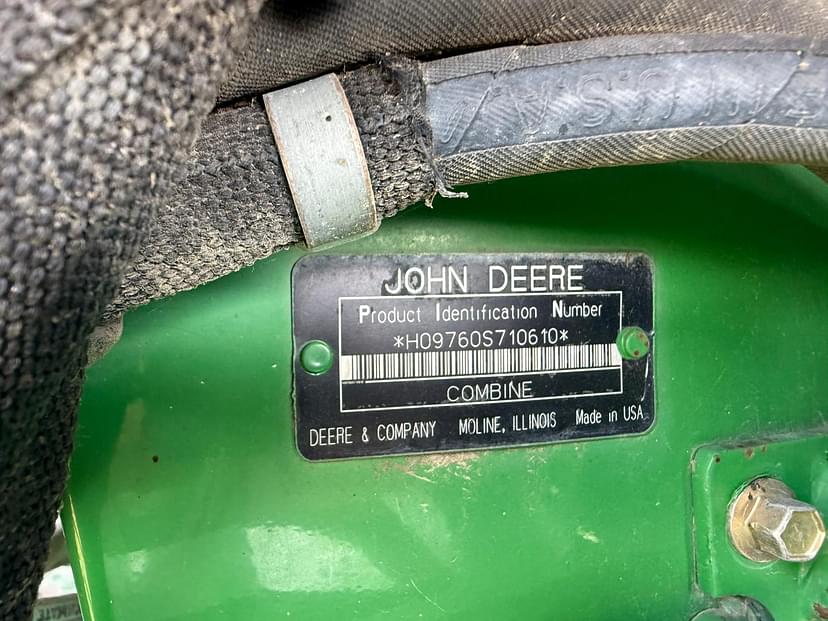 JOHN DEERE
Product Identification Number
*H09760S710610*
COMBINE
DEERE & COMPANY MOLINE, ILLINOIS Made in USA